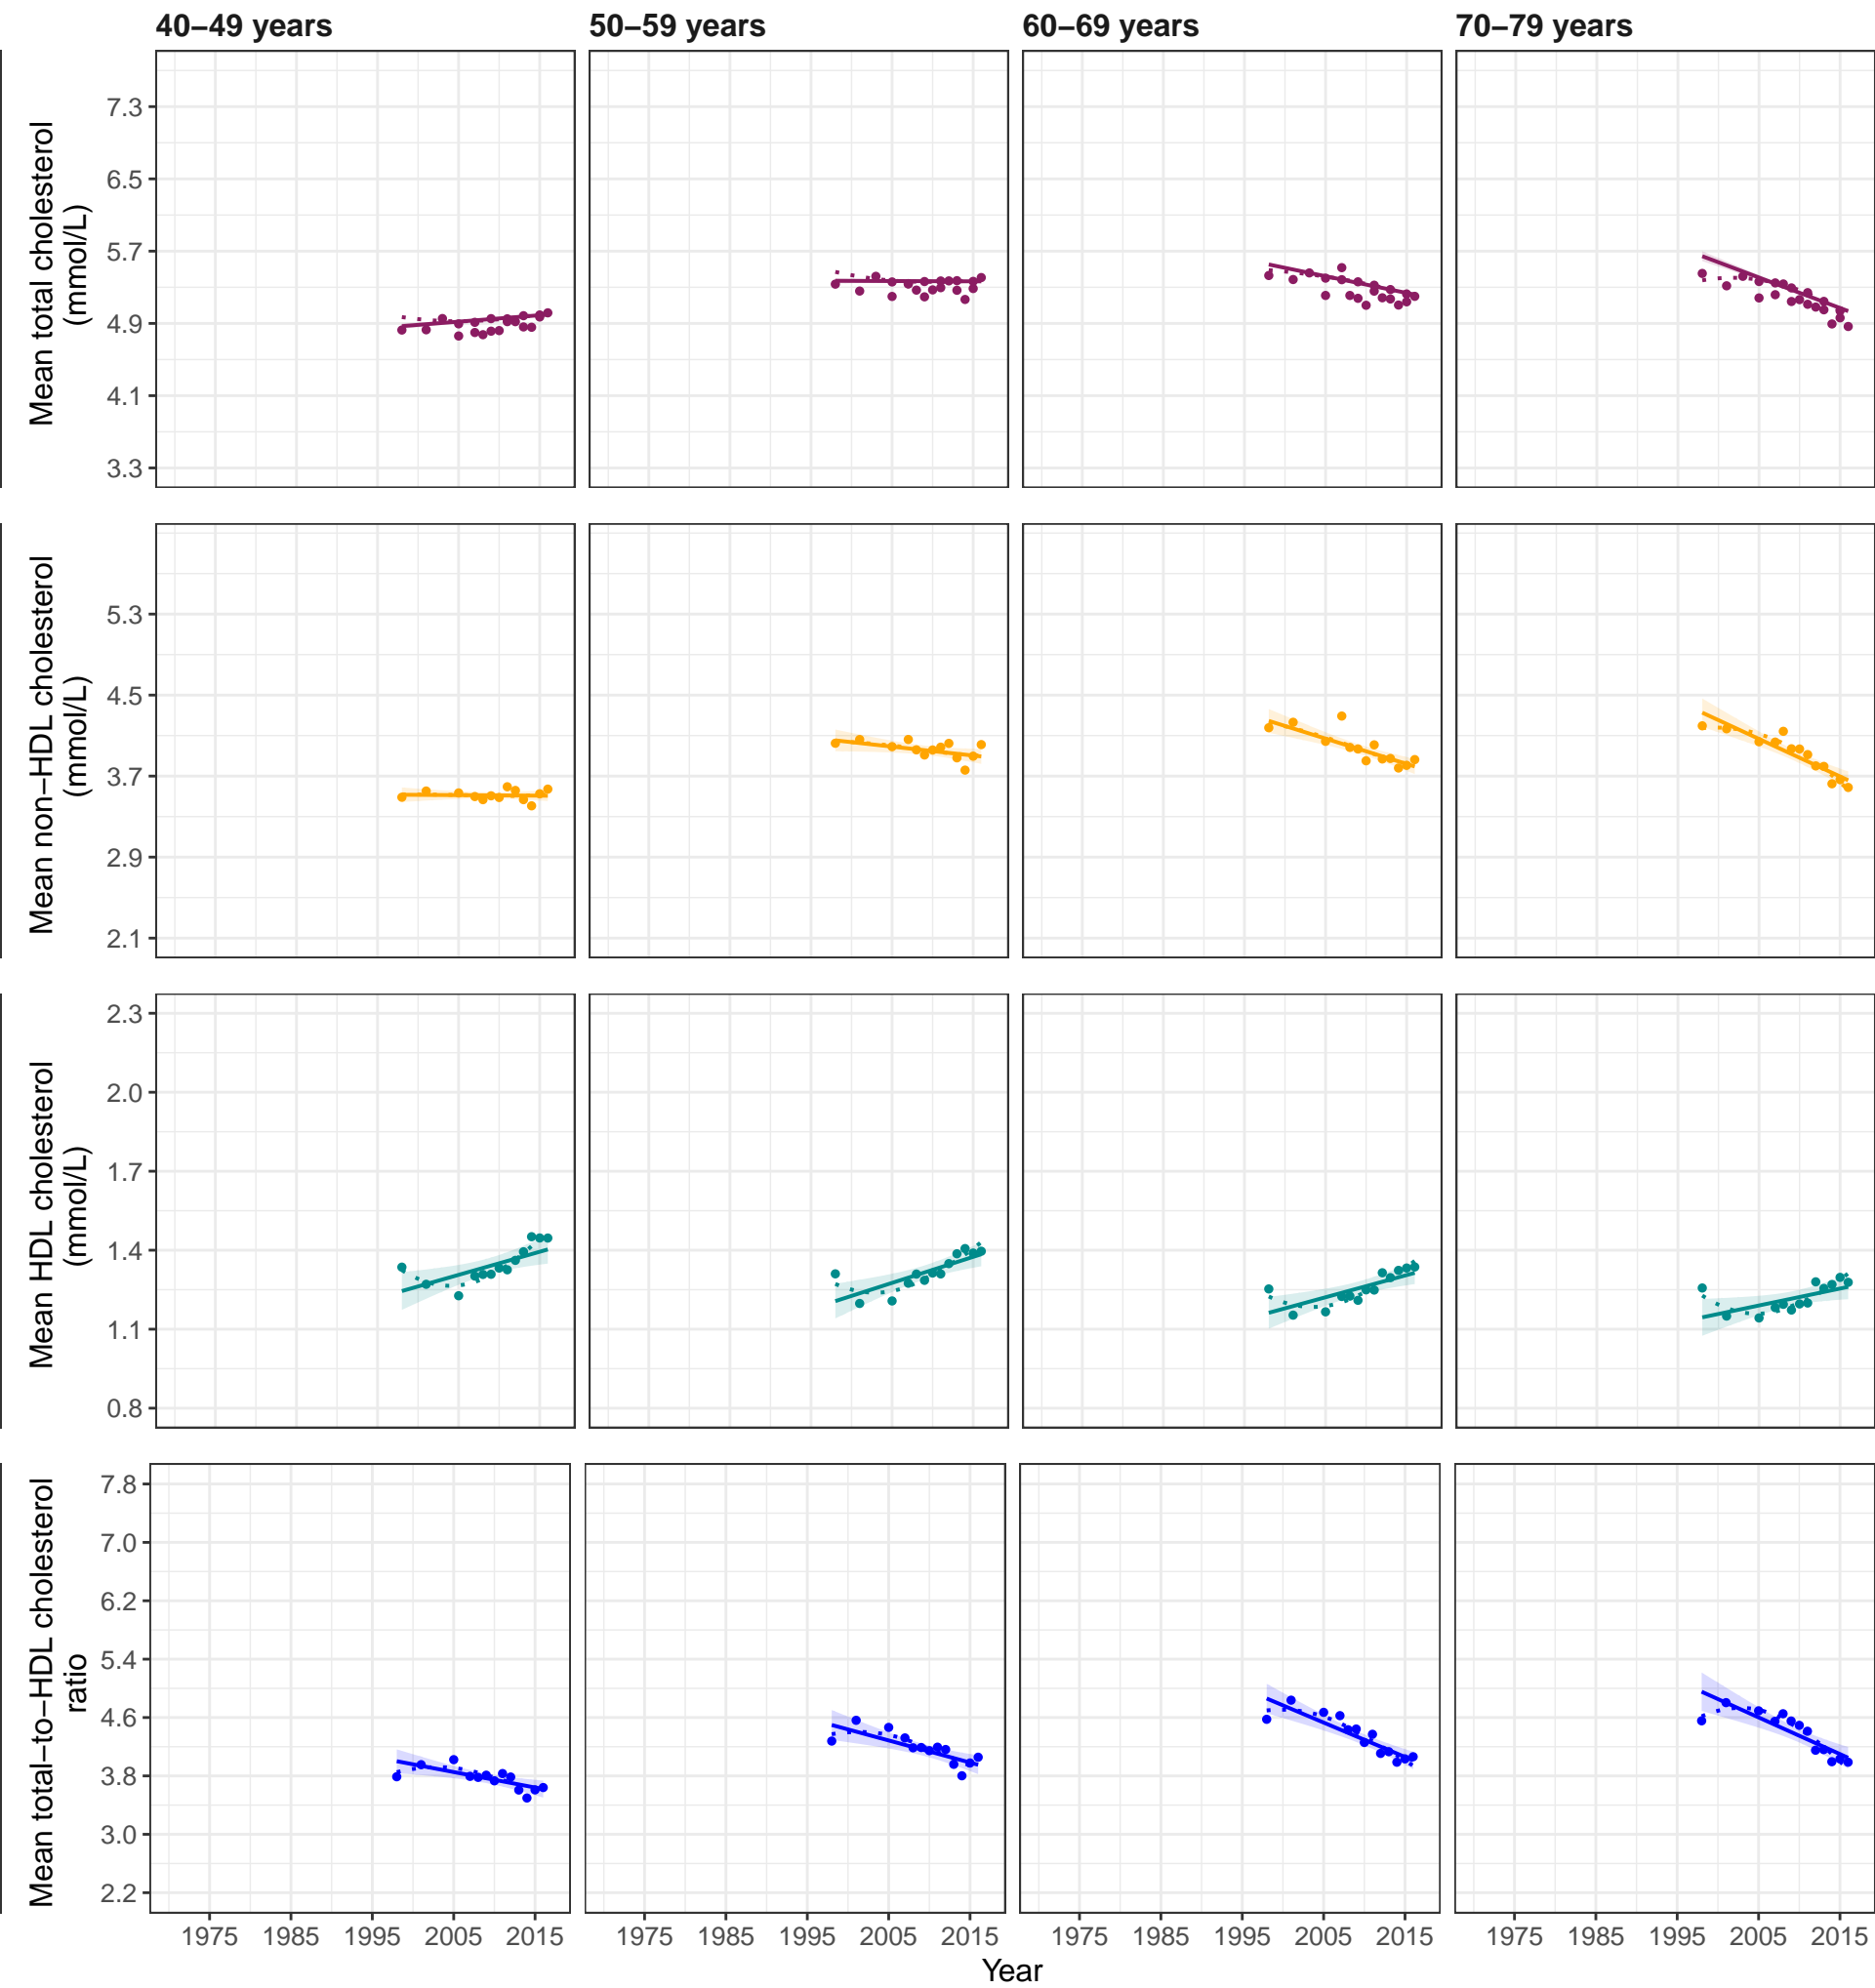 40–49 years
50–59 years
60–69 years
70–79 years
Mean total cholesterol
(mmol/L)
7.3
6.5
5.7
4.9
4.1
3.3
Mean non−HDL cholesterol
(mmol/L)
5.3
4.5
3.7
2.9
2.1
Mean HDL cholesterol
(mmol/L)
2.3
2.0
1.7
1.4
1.1
0.8
Mean total−to−HDL cholesterol
ratio
7.8
7.0
6.2
5.4
4.6
3.8
3.0
2.2
1975 1985 1995 2005 2015
1975 1985 1995 2005 2015
1975 1985 1995 2005 2015
1975 1985 1995 2005 2015
Year